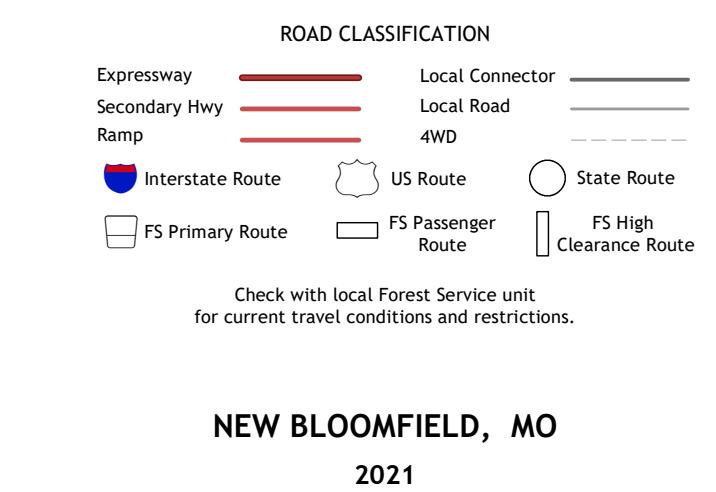 ROAD CLASSIFICATION
Expressway
Local Connector
Secondary Hwy
Local Road
Ramp
4WD
Interstate Route
US Route
State Route
FS Primary Route
FS Passenger
Route
FS High
Clearance Route
Check with local Forest Service unit
for current travel conditions and restrictions.
NEW BLOOMFIELD, MO
2021